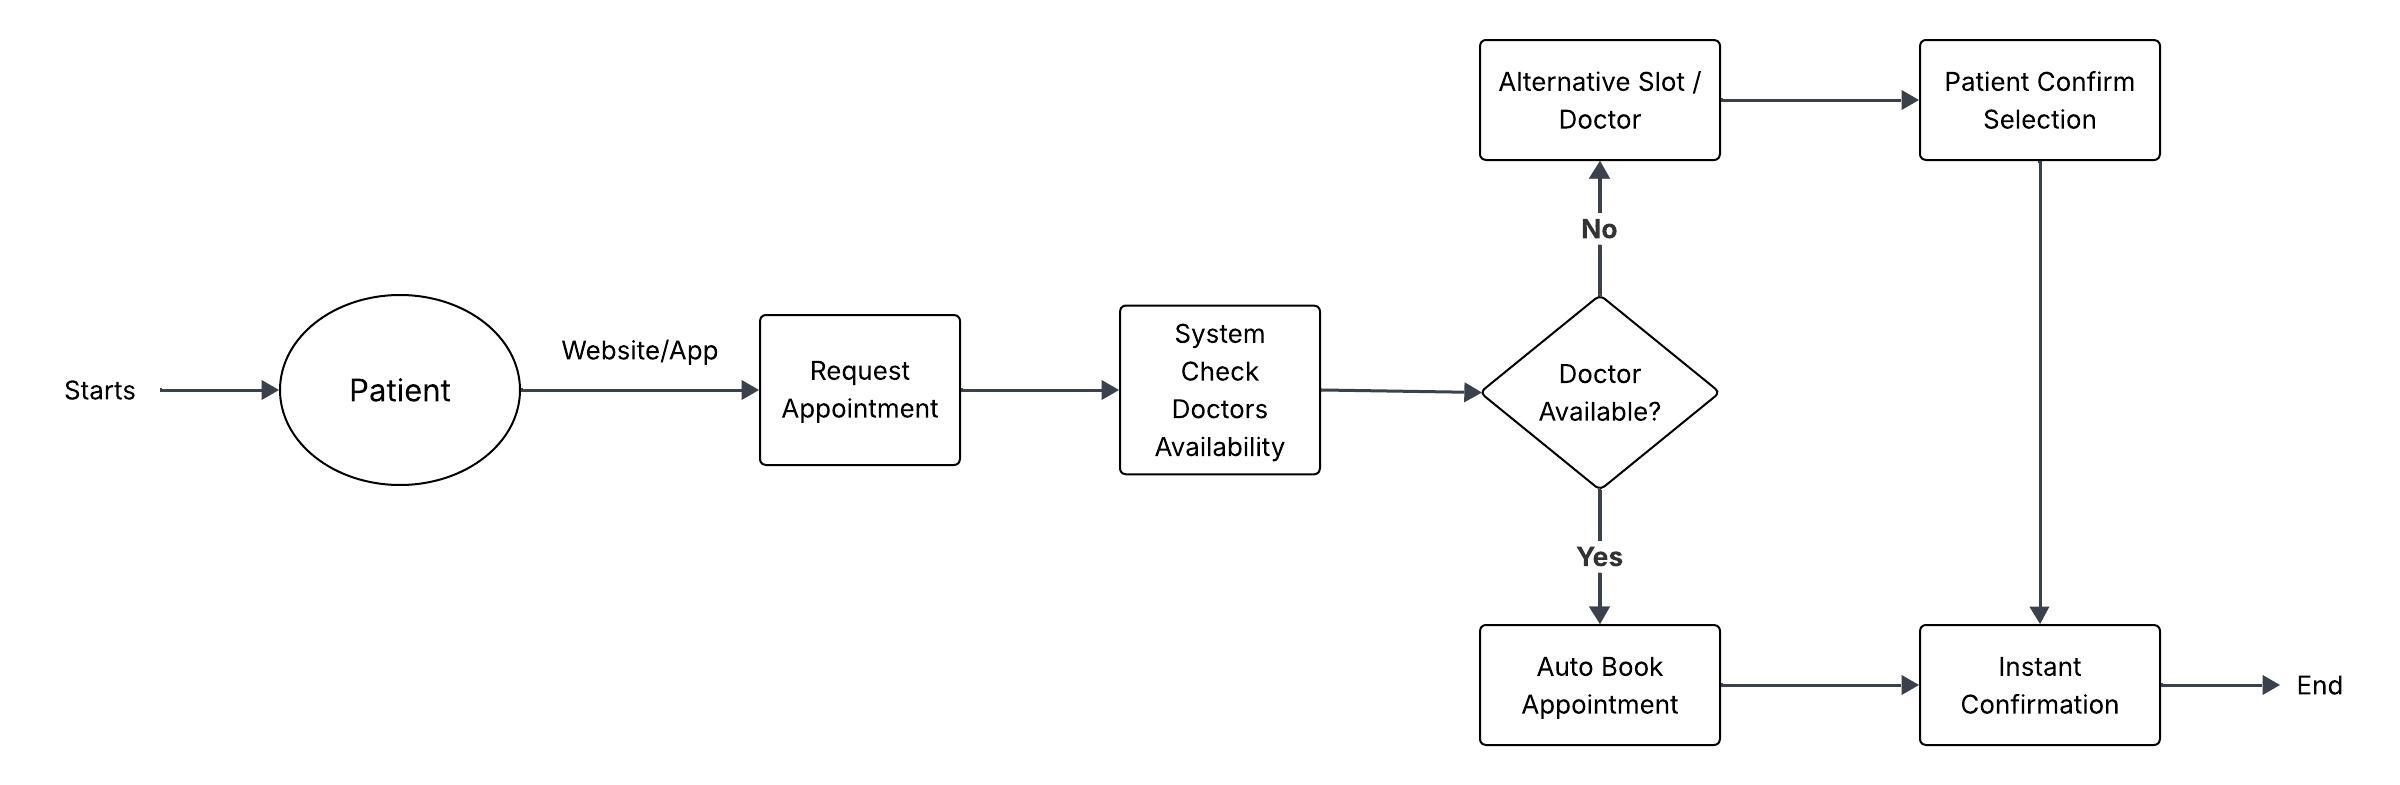 Starts
Patient
Website/App
Request
Appointment
System
Check
Doctors
Availability
Doctor
Available?
No
Alternative Slot /
Doctor
Patient Confirm
Selection
Yes
Auto Book
Appointment
Instant
Confirmation
End